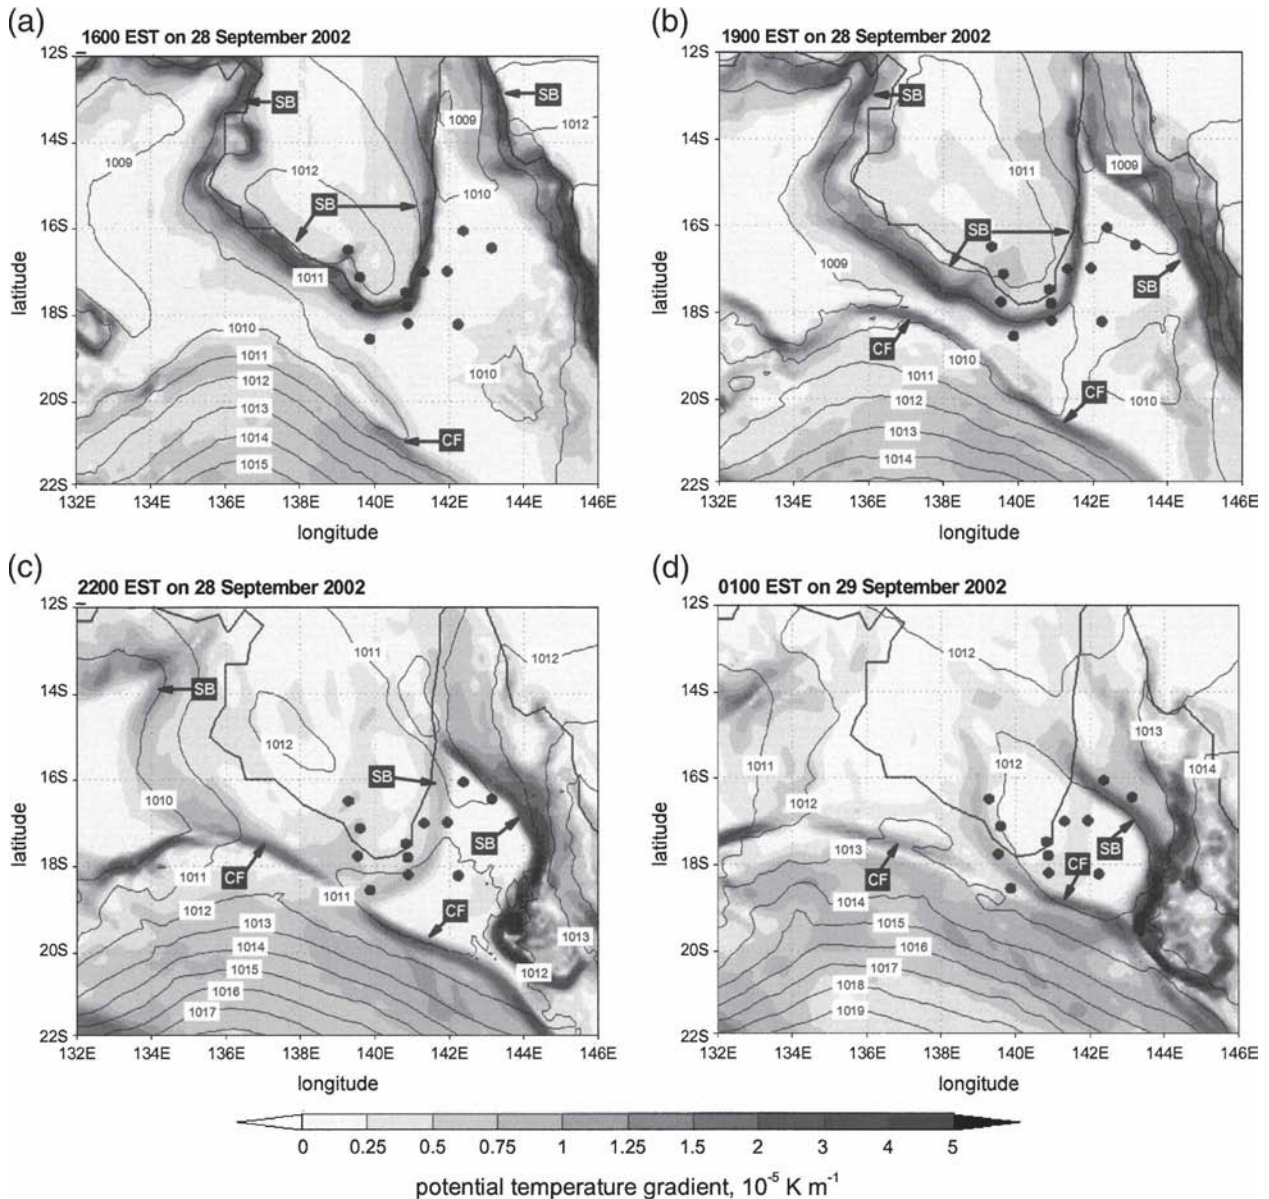 (a)
1600 EST on 28 September 2002
12S
14S
16S
18S
20S
22S
latitude
132E 134E 136E 138E 140E 142E 144E 146E
longitude
SB
SB
SB
CF
1009
1009
1012
1012
1010
1011
1010
1010
1011
1012
1013
1014
1015
(b)
1900 EST on 28 September 2002
12S
14S
16S
18S
20S
22S
latitude
132E 134E 136E 138E 140E 142E 144E 146E
longitude
SB
SB
SB
CF
CF
1009
1011
1009
1010
1011
1010
1012
1013
1014
(c)
2200 EST on 28 September 2002
12S
14S
16S
18S
20S
22S
latitude
132E 134E 136E 138E 140E 142E 144E 146E
longitude
SB
SB
SB
CF
CF
1011
1012
1012
1010
1011
1011
1012
1013
1013
1014
1012
1015
1016
1017
(d)
0100 EST on 29 September 2002
12S
14S
16S
18S
20S
22S
latitude
132E 134E 136E 138E 140E 142E 144E 146E
longitude
SB
CF
CF
1012
1013
1011
1012
1014
1012
1013
1014
1015
1016
1017
1018
1019
0 0.25 0.5 0.75 1 1.25 1.5 2 3 4 5
potential temperature gradient, 10⁻⁵ K m⁻¹